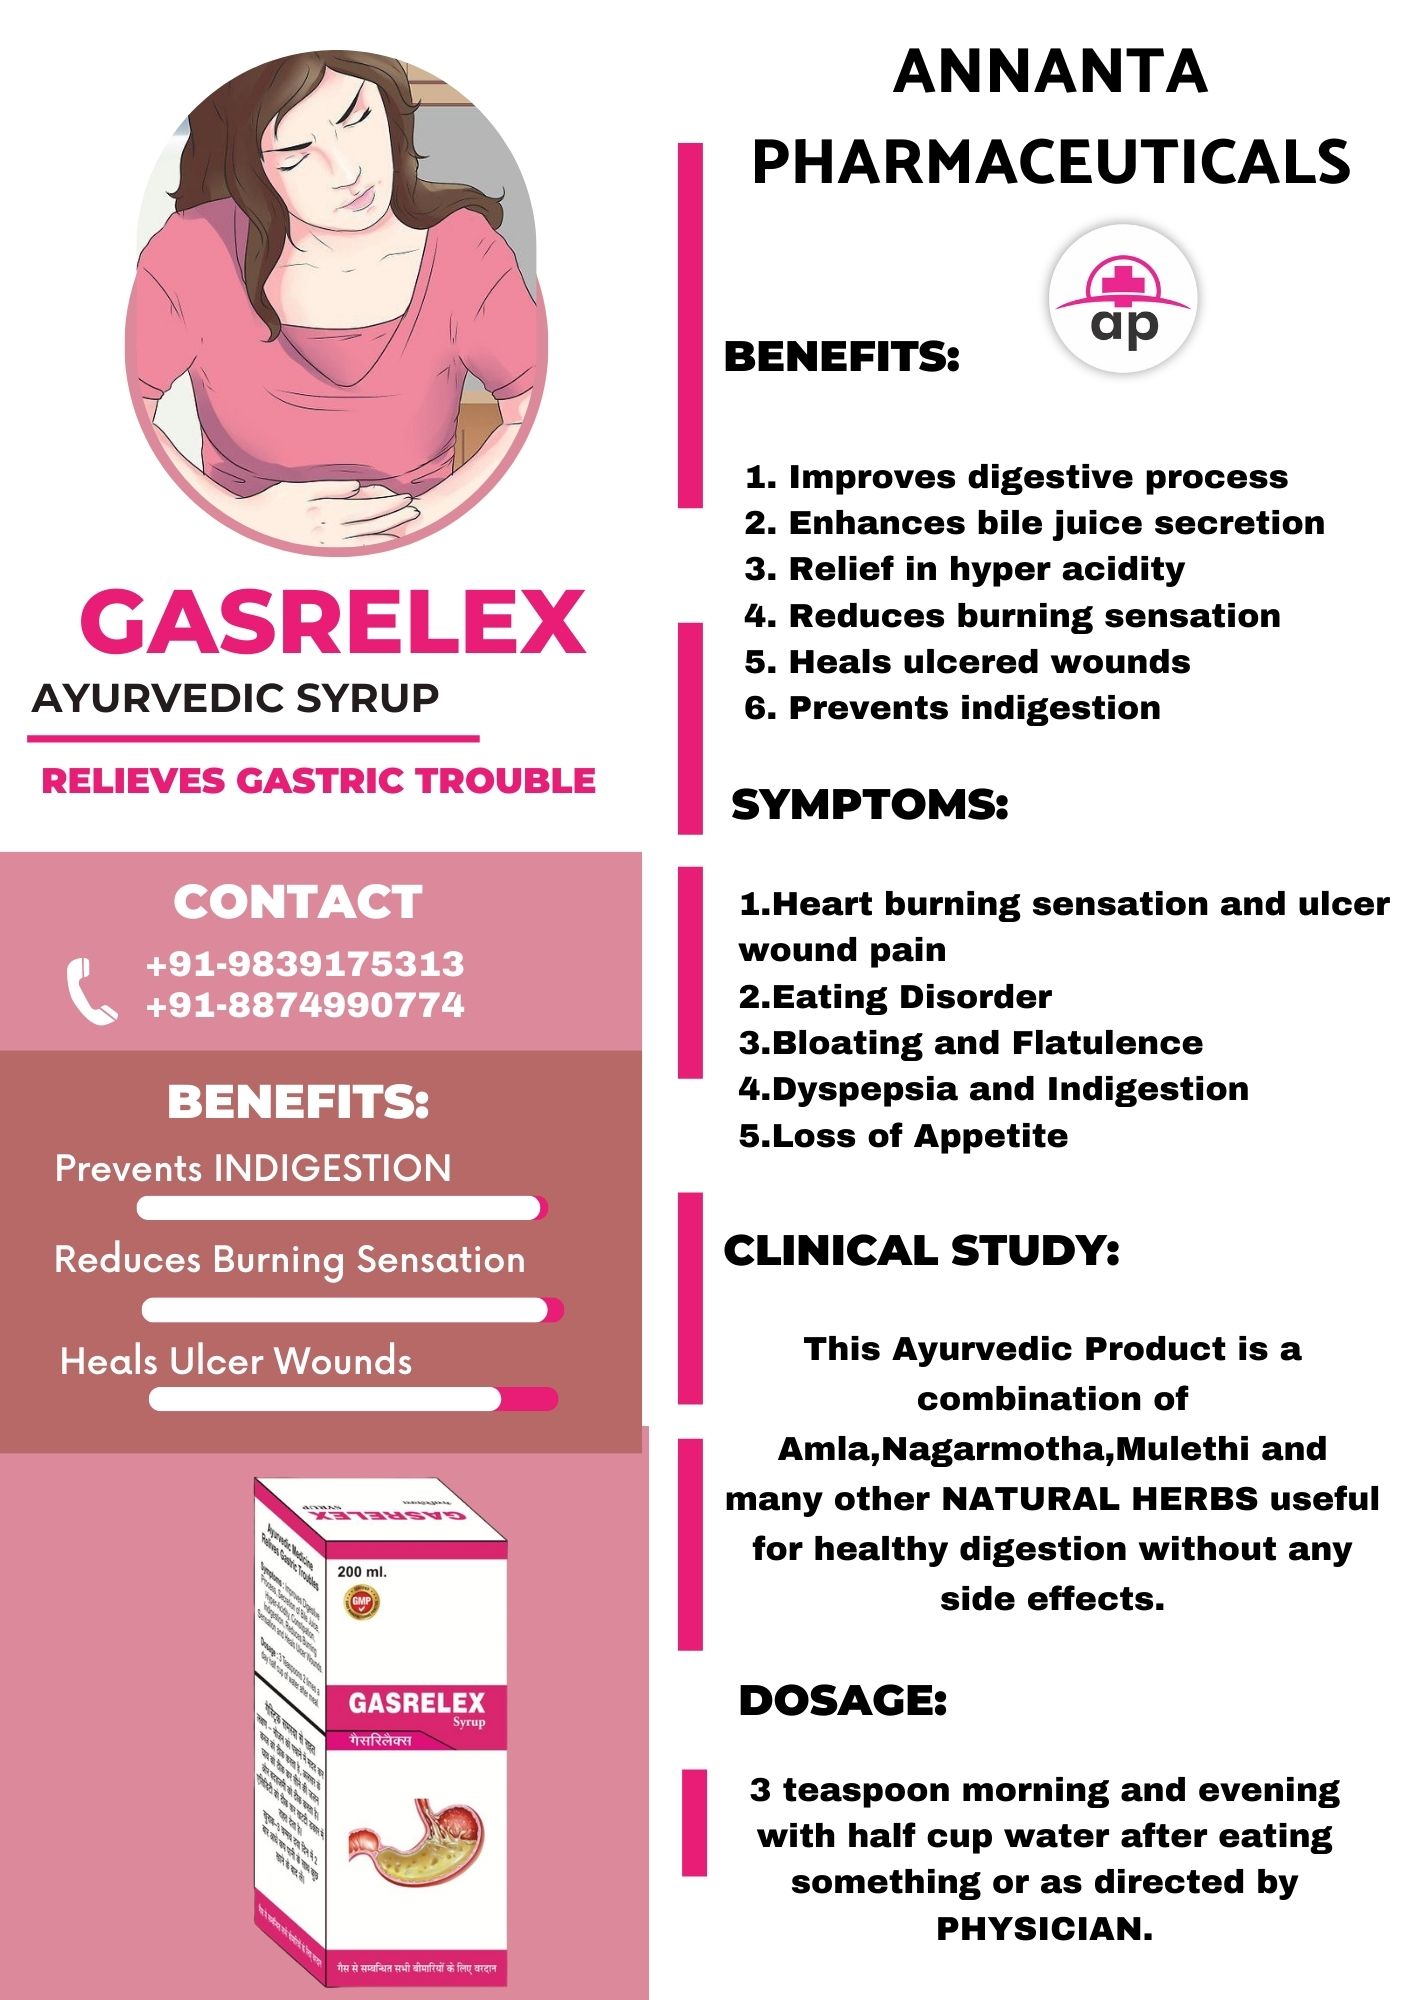 GASRELEX
AYURVEDIC SYRUP
RELIEVES GASTRIC TROUBLE
CONTACT
+91-9839175313
+91-8874990774
BENEFITS:
Prevents INDIGESTION
Reduces Burning Sensation
Heals Ulcer Wounds
GASRELEX
SYRUP
Ayurvedic Medicine
Relives Gastric Troubles
200 ml.
GMP
GASRELEX
Syrup
गैसरिलैक्स
गैस से सम्बन्धित सभी बीमारियों के लिए वरदान
ANNANTA
PHARMACEUTICALS
ap
BENEFITS:
1. Improves digestive process
2. Enhances bile juice secretion
3. Relief in hyper acidity
4. Reduces burning sensation
5. Heals ulcered wounds
6. Prevents indigestion
SYMPTOMS:
1.Heart burning sensation and ulcer
wound pain
2.Eating Disorder
3.Bloating and Flatulence
4.Dyspepsia and Indigestion
5.Loss of Appetite
CLINICAL STUDY:
This Ayurvedic Product is a
combination of
Amla,Nagarmotha,Mulethi and
many other NATURAL HERBS useful
for healthy digestion without any
side effects.
DOSAGE:
3 teaspoon morning and evening
with half cup water after eating
something or as directed by
PHYSICIAN.